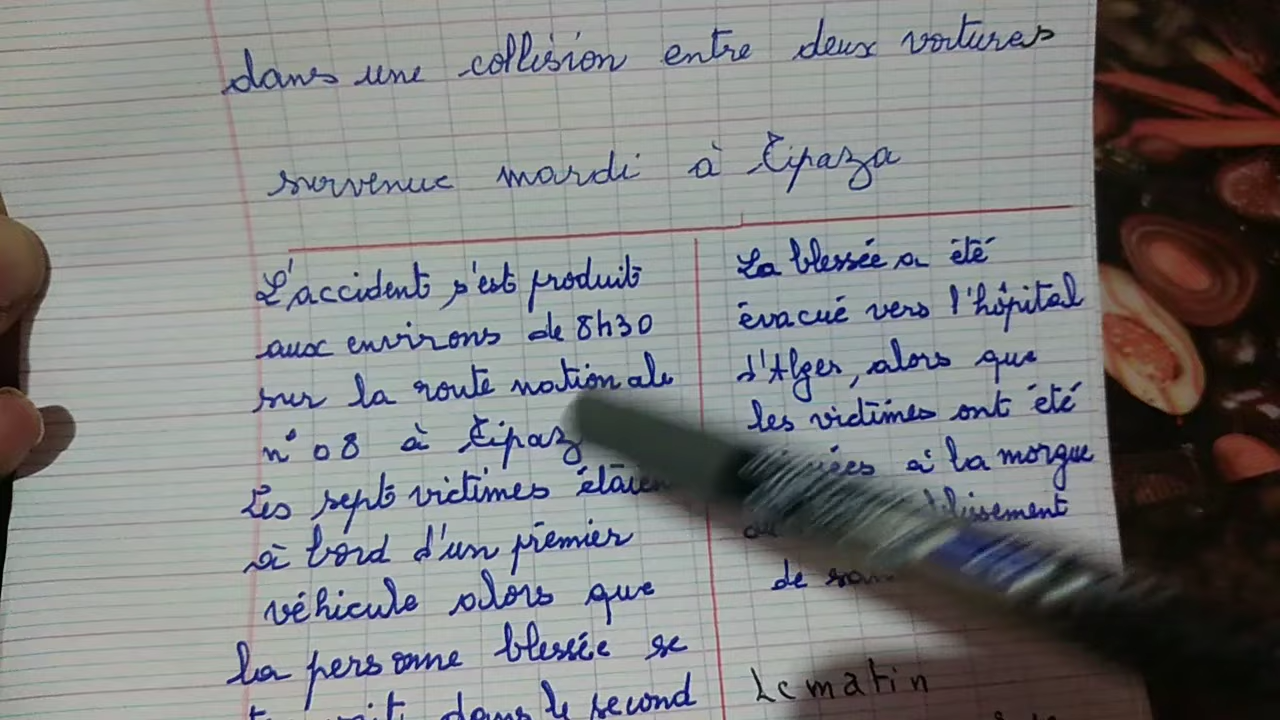 dans une collision entre deux voitures
survenue mardi à Tipaza
L'accident s'est produit
aux environs de 8h30
sur la route nationale
n° 08 à Tipaz
Les sept victimes étaien
à bord d'un premier
véhicule alors que
la personne blessée se
dans le second
La blessée a été
évacué vers l'hôpital
d'Alger, alors que
les victimes ont été
à la morgue
de
Le matin